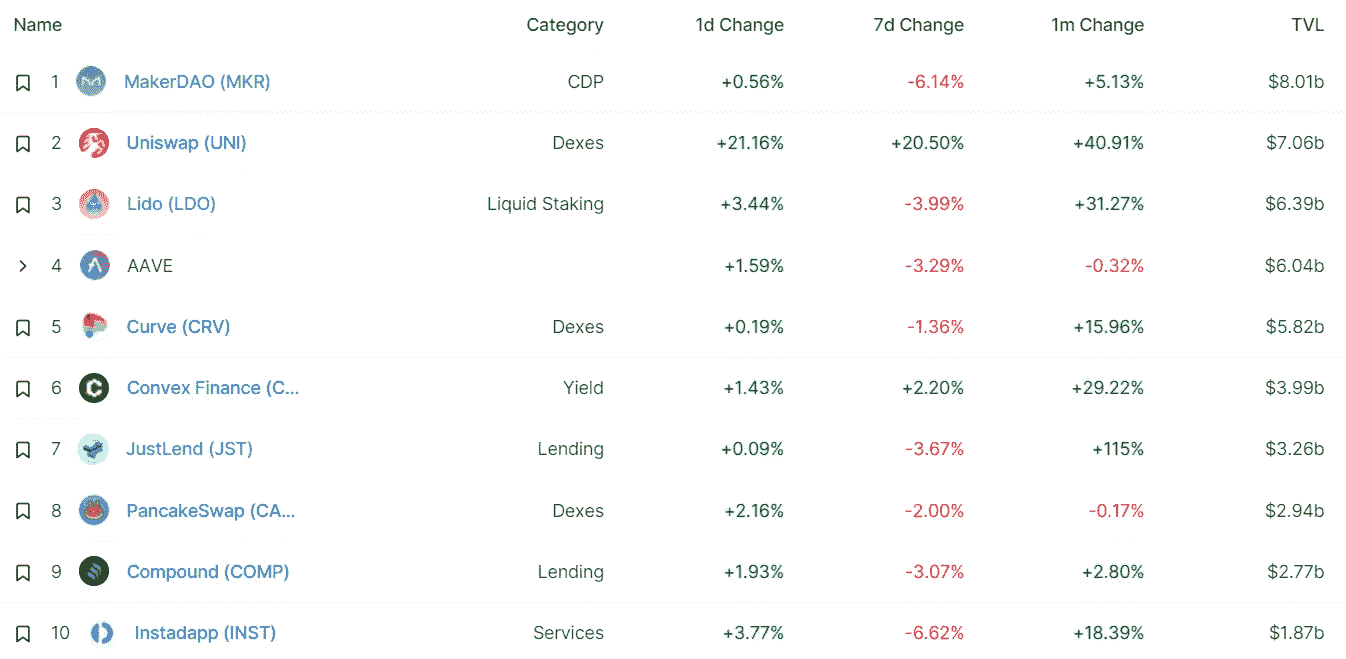 Name Category 1d Change 7d Change 1m Change TVL
1 MakerDAO (MKR) CDP +0.56% -6.14% +5.13% $8.01b
2 Uniswap (UNI) Dexes +21.16% +20.50% +40.91% $7.06b
3 Lido (LDO) Liquid Staking +3.44% -3.99% +31.27% $6.39b
4 AAVE +1.59% -3.29% -0.32% $6.04b
5 Curve (CRV) Dexes +0.19% -1.36% +15.96% $5.82b
6 Convex Finance (C... Yield +1.43% +2.20% +29.22% $3.99b
7 JustLend (JST) Lending +0.09% -3.67% +115% $3.26b
8 PancakeSwap (CA... Dexes +2.16% -2.00% -0.17% $2.94b
9 Compound (COMP) Lending +1.93% -3.07% +2.80% $2.77b
10 Instadapp (INST) Services +3.77% -6.62% +18.39% $1.87b